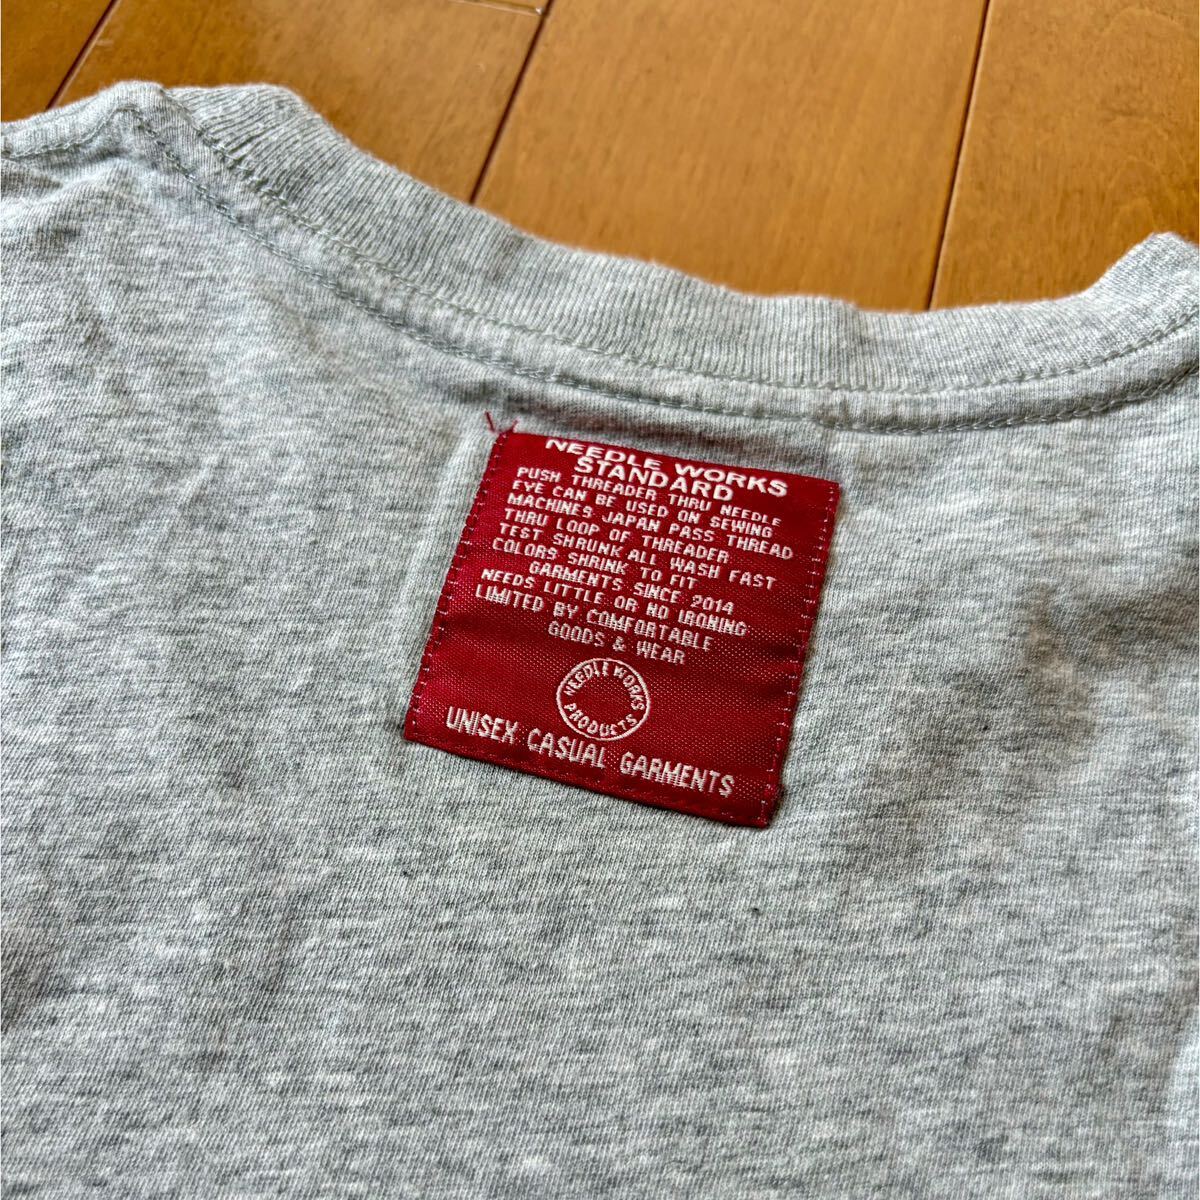 NEEDLE WORKS
STANDARD
PUSH THREADER THRU NEEDLE
EYE CAN BE USED ON SEWING
MACHINES JAPAN PASS THREAD
THRU LOOP OF THREADER
TEST SHRUNK ALL WASH FAST
COLORS SHRINK TO FIT
GARMENTS SINCE 2014
NEEDS LITTLE OR NO IRONING
LIMITED BY COMFORTABLE
GOODS & WEAR
NEEDLE WORKS
PRODUCTS
UNISEX CASUAL GARMENTS